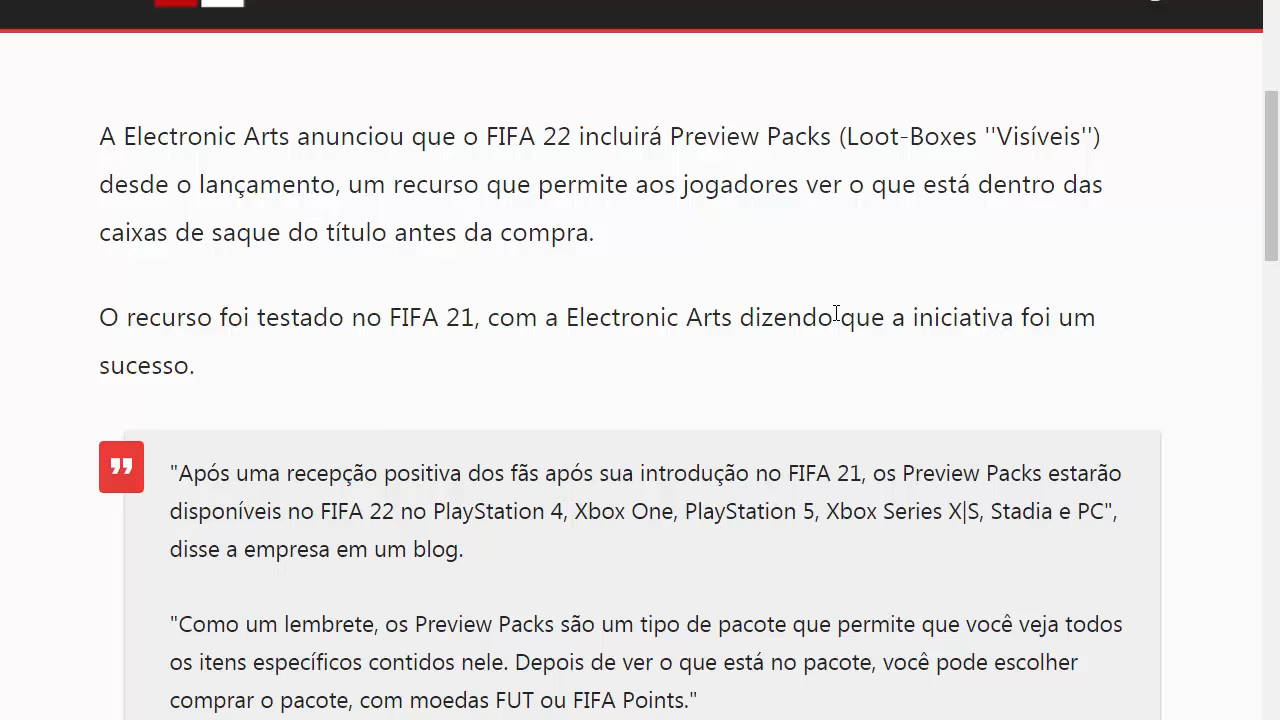 A Electronic Arts anunciou que o FIFA 22 incluirá Preview Packs (Loot-Boxes ''Visíveis'')
desde o lançamento, um recurso que permite aos jogadores ver o que está dentro das
caixas de saque do título antes da compra.
O recurso foi testado no FIFA 21, com a Electronic Arts dizendo que a iniciativa foi um
sucesso.
"Após uma recepção positiva dos fãs após sua introdução no FIFA 21, os Preview Packs estarão
disponíveis no FIFA 22 no PlayStation 4, Xbox One, PlayStation 5, Xbox Series X|S, Stadia e PC",
disse a empresa em um blog.
"Como um lembrete, os Preview Packs são um tipo de pacote que permite que você veja todos
os itens específicos contidos nele. Depois de ver o que está no pacote, você pode escolher
comprar o pacote, com moedas FUT ou FIFA Points."